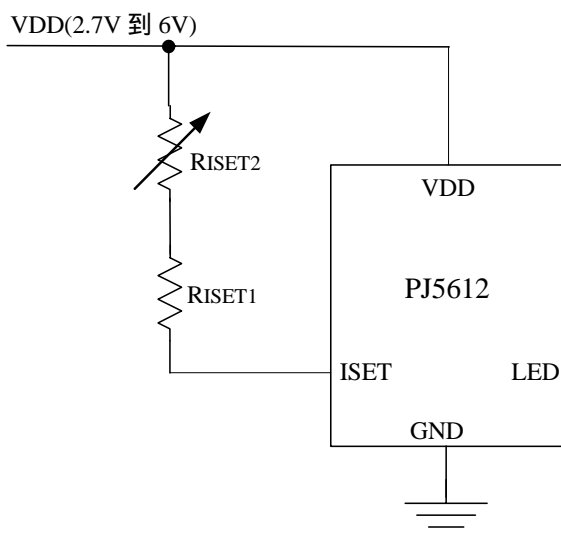 VDD(2.7V 到 6V)
RISET2
VDD
PJ5612
RISET1
ISET LED
GND